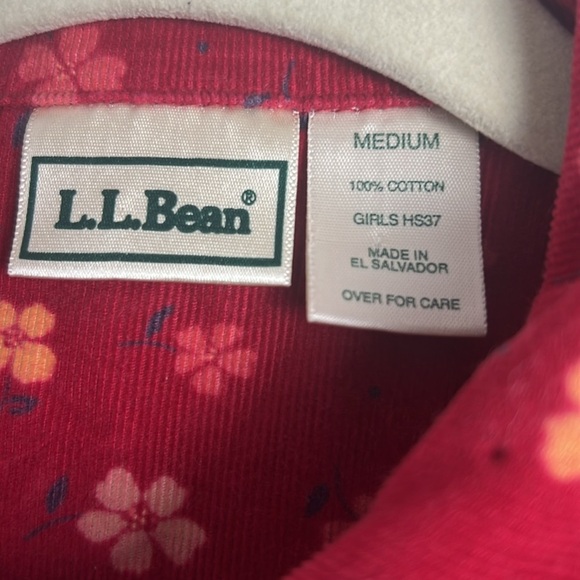 L.L.Bean®
MEDIUM
100% COTTON
GIRLS HS37
MADE IN
EL SALVADOR
OVER FOR CARE